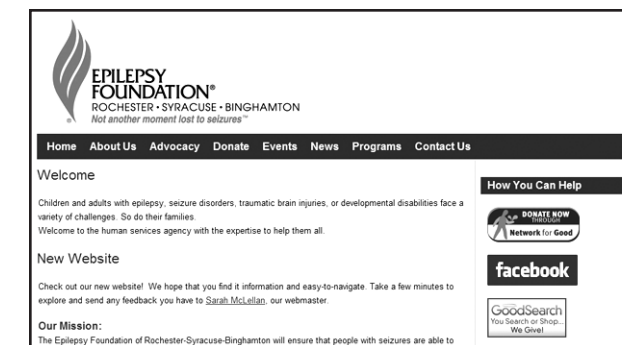 EPILEPSY
FOUNDATION®
ROCHESTER • SYRACUSE • BINGHAMTON
Not another moment lost to seizures™
Home About Us Advocacy Donate Events News Programs Contact Us
Welcome
Children and adults with epilepsy, seizure disorders, traumatic brain injuries, or developmental disabilities face a
variety of challenges. So do their families.
Welcome to the human services agency with the expertise to help them all.
New Website
Check out our new website! We hope that you find it information and easy-to-navigate. Take a few minutes to
explore and send any feedback you have to Sarah McLellan, our webmaster.
Our Mission:
The Epilepsy Foundation of Rochester-Syracuse-Binghamton will ensure that people with seizures are able to
How You Can Help
DONATE NOW
THROUGH
Network for Good
facebook
GoodSearch
You Search or Shop...
We Give!